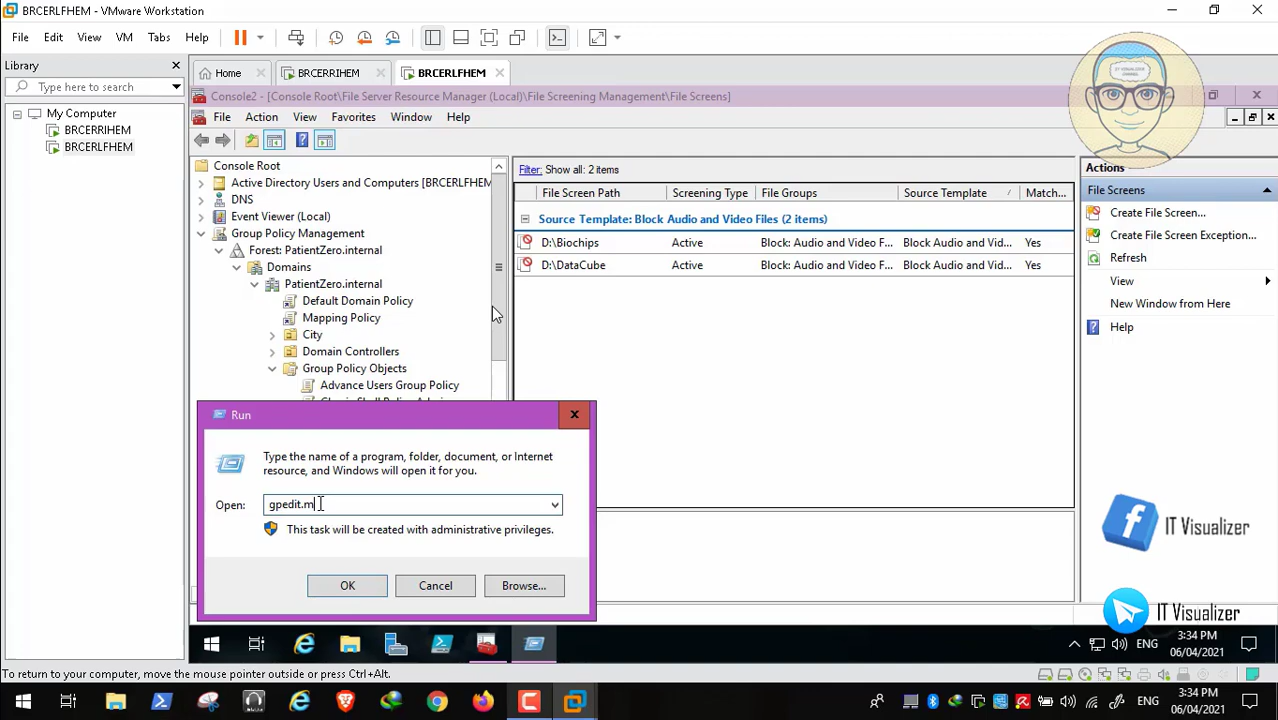 BRCERLFHEM - VMware Workstation
File Edit View VM Tabs Help
Library
Type here to search
My Computer
BRCERRIHEM
BRCERLFHEM
Home
BRCERRIHEM
BRCERLFHEM
Console2 - [Console Root\File Server Resource Manager (Local)\File Screening Management\File Screens]
IT VISUALIZER
CHANNEL
File Action View Favorites Window Help
Console Root
Active Directory Users and Computers [BRCERLFHEM
DNS
Event Viewer (Local)
Group Policy Management
Forest: PatientZero.internal
Domains
PatientZero.internal
Default Domain Policy
Mapping Policy
City
Domain Controllers
Group Policy Objects
Advance Users Group Policy
Filter: Show all: 2 items
File Screen Path Screening Type File Groups Source Template Match...
Source Template: Block Audio and Video Files (2 items)
D:\Biochips Active Block: Audio and Video F... Block Audio and Vid... Yes
D:\DataCube Active Block: Audio and Video F... Block Audio and Vid... Yes
Actions
File Screens
Create File Screen...
Create File Screen Exception...
Refresh
View
New Window from Here
Help
Run
Type the name of a program, folder, document, or Internet
resource, and Windows will open it for you.
Open: gpedit.m
This task will be created with administrative privileges.
OK Cancel Browse...
f IT Visualizer
IT Visualizer
ENG
3:34 PM
06/04/2021
To return to your computer, move the mouse pointer outside or press Ctrl+Alt.
ENG
3:34 PM
06/04/2021